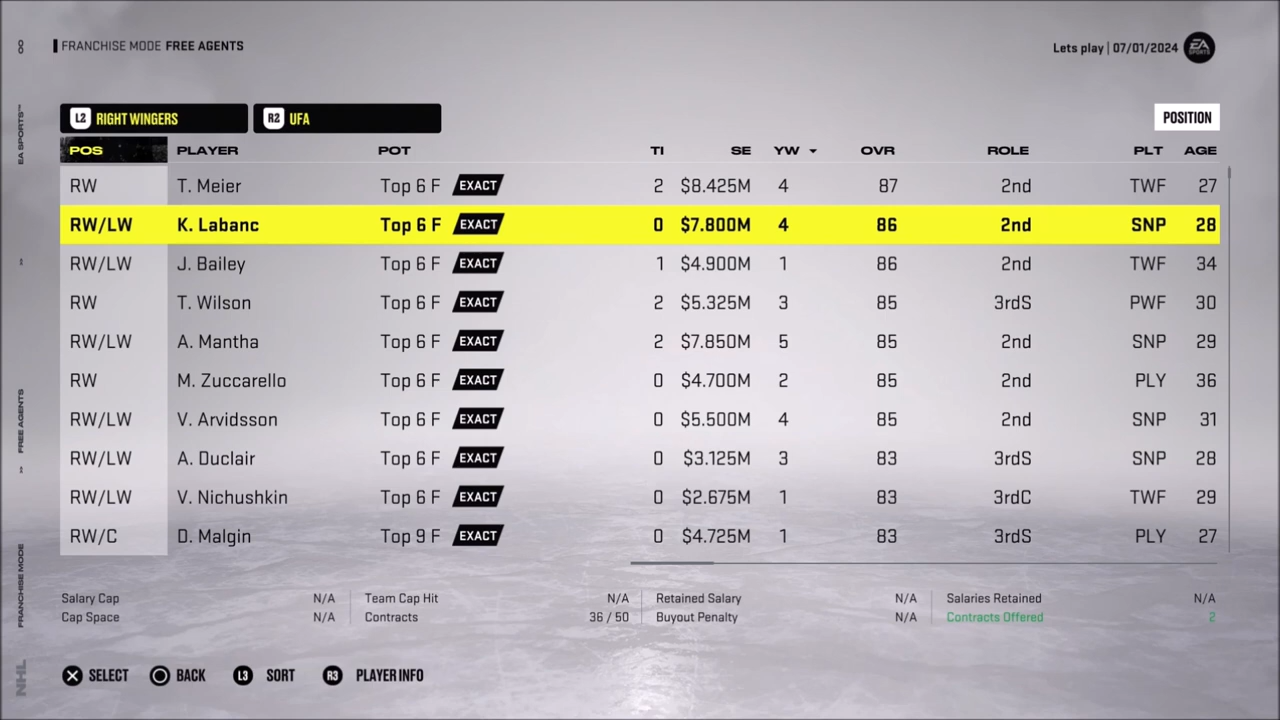 FRANCHISE MODE FREE AGENTS
Lets play | 07/01/2024
EA SPORTS
L2 RIGHT WINGERS
R2 UFA
POSITION
POS PLAYER POT TI SE YW OVR ROLE PLT AGE
RW T. Meier Top 6 F EXACT 2 $8.425M 4 87 2nd TWF 27
RW/LW K. Labanc Top 6 F EXACT 0 $7.800M 4 86 2nd SNP 28
RW/LW J. Bailey Top 6 F EXACT 1 $4.900M 1 86 2nd TWF 34
RW T. Wilson Top 6 F EXACT 2 $5.325M 3 85 3rdS PWF 30
RW/LW A. Mantha Top 6 F EXACT 2 $7.850M 5 85 2nd SNP 29
RW M. Zuccarello Top 6 F EXACT 0 $4.700M 2 85 2nd PLY 36
RW/LW V. Arvidsson Top 6 F EXACT 0 $5.500M 4 85 2nd SNP 31
RW/LW A. Duclair Top 6 F EXACT 0 $3.125M 3 83 3rdS SNP 28
RW/LW V. Nichushkin Top 6 F EXACT 0 $2.675M 1 83 3rdC TWF 29
RW/C D. Malgin Top 9 F EXACT 0 $4.725M 1 83 3rdS PLY 27
Salary Cap N/A Team Cap Hit N/A Retained Salary N/A Salaries Retained N/A
Cap Space N/A Contracts 36 / 50 Buyout Penalty N/A Contracts Offered 2
SELECT BACK L3 SORT R3 PLAYER INFO
EA SPORTS™
FREE AGENTS
FRANCHISE MODE
NHL